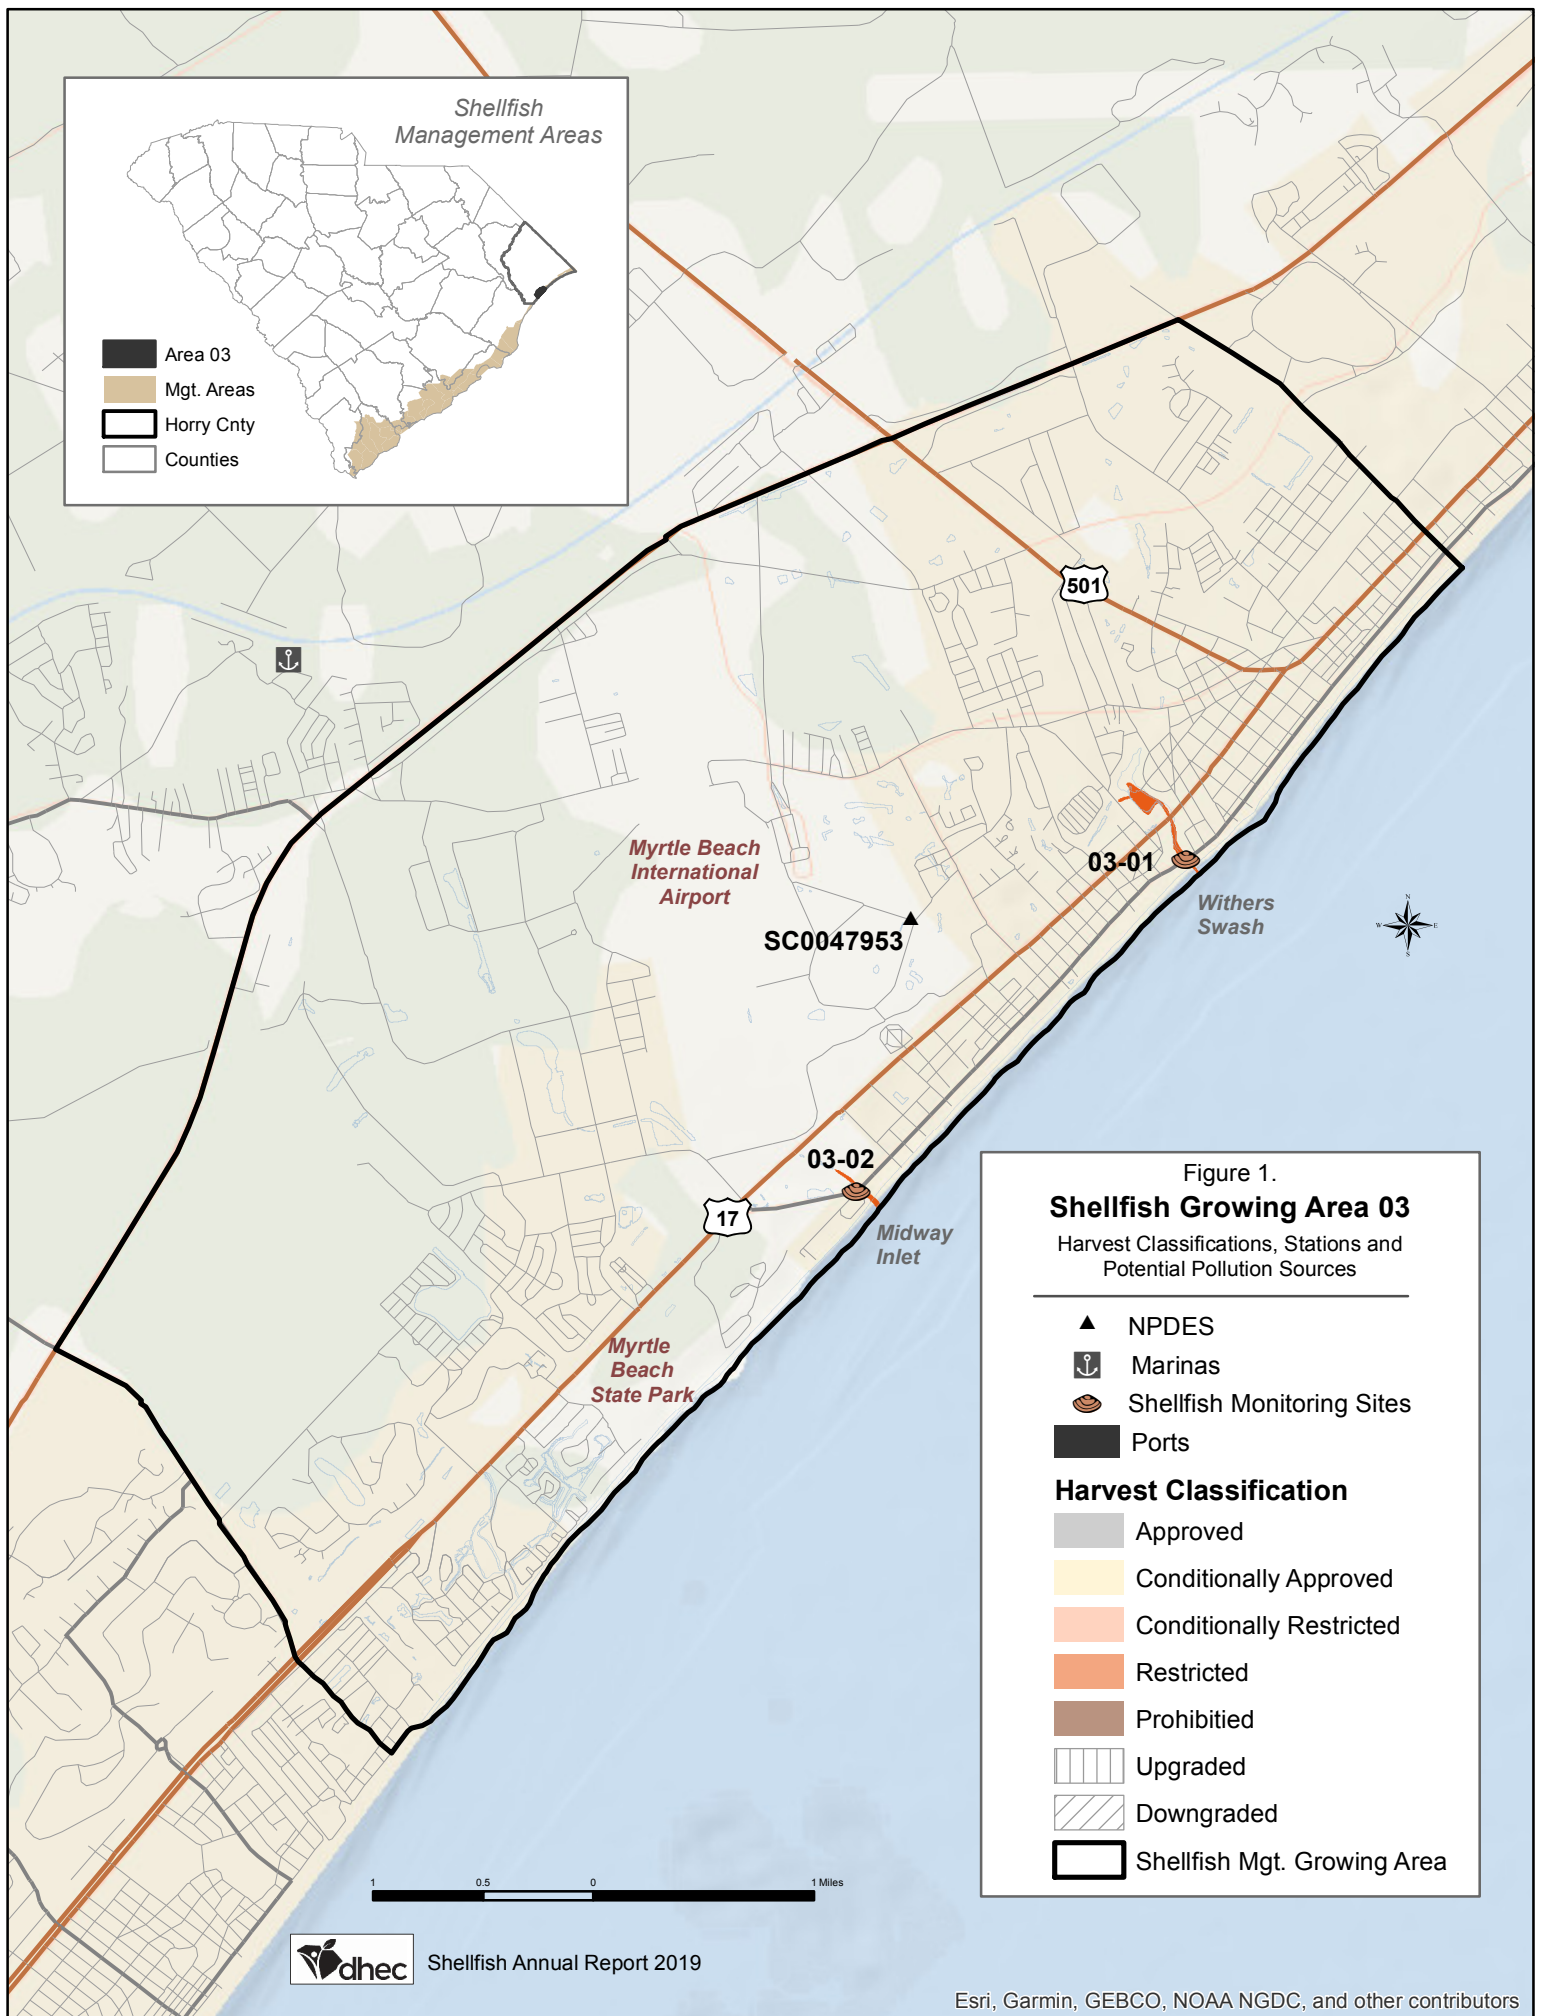 Shellfish
Management Areas
Area 03
Mgt. Areas
Horry Cnty
Counties
501
Myrtle Beach
International
Airport
03-01
Withers
Swash
SC0047953
N
W
E
S
03-02
17
Midway
Inlet
Myrtle
Beach
State Park
Figure 1.
Shellfish Growing Area 03
Harvest Classifications, Stations and
Potential Pollution Sources
NPDES
Marinas
Shellfish Monitoring Sites
Ports
Harvest Classification
Approved
Conditionally Approved
Conditionally Restricted
Restricted
Prohibitied
Upgraded
Downgraded
Shellfish Mgt. Growing Area
1 0.5 0 1 Miles
dhec
Shellfish Annual Report 2019
Esri, Garmin, GEBCO, NOAA NGDC, and other contributors